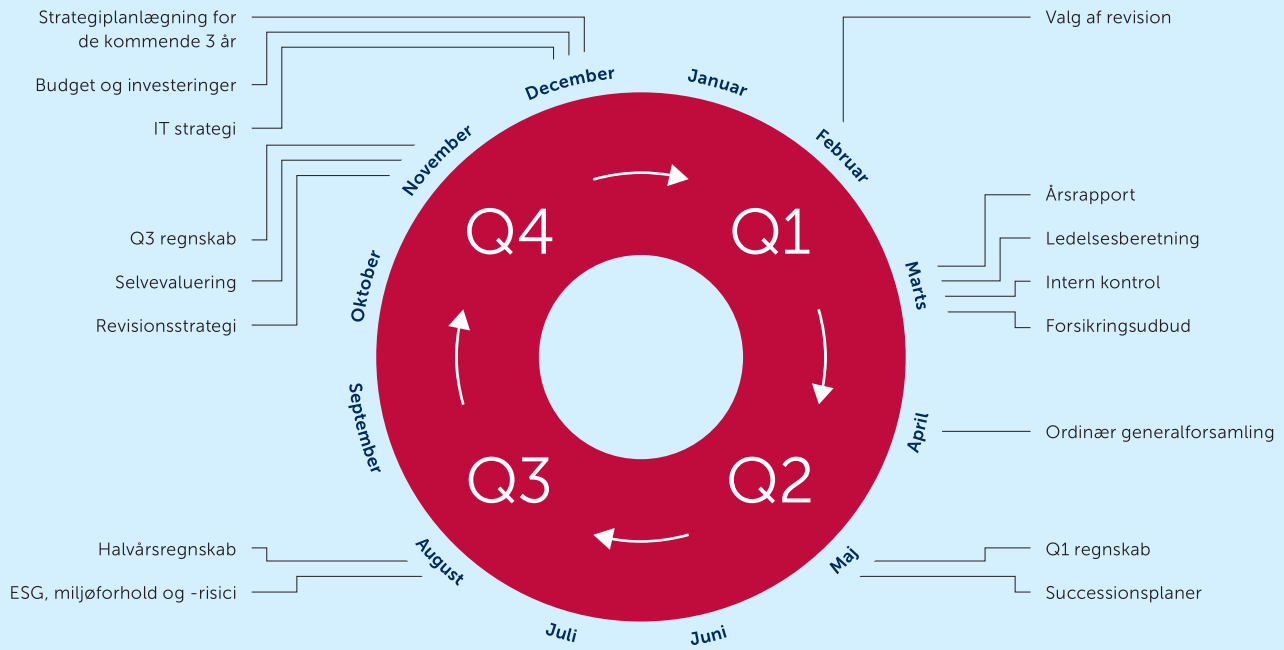 Strategiplanlægning for
de kommende 3 år
Budget og investeringer
IT strategi
Q3 regnskab
Selvevaluering
Revisionsstrategi
Halvårsregnskab
ESG, miljøforhold og -risici
December
Januar
Februar
Marts
April
Maj
Juni
Juli
August
September
Oktober
November
Q4
Q1
Q3
Q2
Valg af revision
Årsrapport
Ledelsesberetning
Intern kontrol
Forsikringsudbud
Ordinær generalforsamling
Q1 regnskab
Successionsplaner